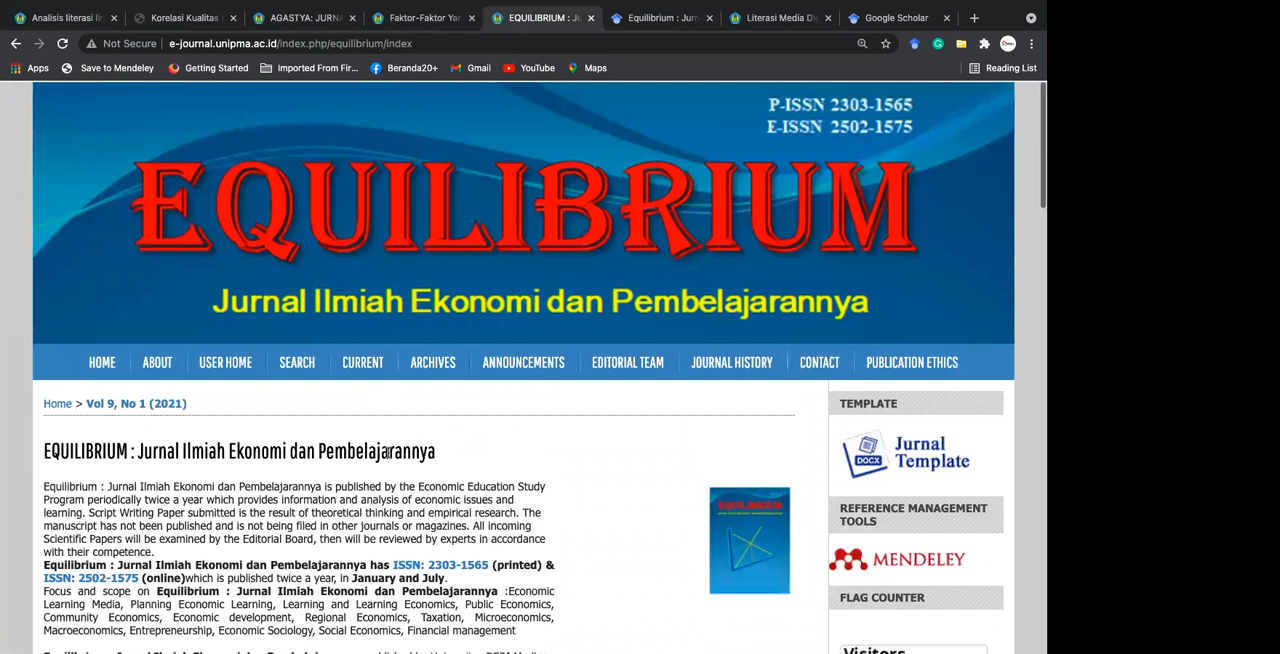 Analisis literasi li
Korelasi Kualitas
AGASTYA: JURNA
Faktor-Faktor Yan
EQUILIBRIUM : Ju
Equilibrium : Jurn
Literasi Media Di
Google Scholar
Not Secure
e-journal.unipma.ac.id/index.php/equilibrium/index
Apps
Save to Mendeley
Getting Started
Imported From Fir...
Beranda20+
Gmail
YouTube
Maps
Reading List
P-ISSN 2303-1565
E-ISSN 2502-1575
EQUILIBRIUM
Jurnal Ilmiah Ekonomi dan Pembelajarannya
HOME
ABOUT
USER HOME
SEARCH
CURRENT
ARCHIVES
ANNOUNCEMENTS
EDITORIAL TEAM
JOURNAL HISTORY
CONTACT
PUBLICATION ETHICS
Home > Vol 9, No 1 (2021)
EQUILIBRIUM : Jurnal Ilmiah Ekonomi dan Pembelajarannya
Equilibrium : Jurnal Ilmiah Ekonomi dan Pembelajarannya is published by the Economic Education Study
Program periodically twice a year which provides information and analysis of economic issues and
learning. Script Writing Paper submitted is the result of theoretical thinking and empirical research. The
manuscript has not been published and is not being filed in other journals or magazines. All incoming
Scientific Papers will be examined by the Editorial Board, then will be reviewed by experts in accordance
with their competence.
Equilibrium : Jurnal Ilmiah Ekonomi dan Pembelajarannya has ISSN: 2303-1565 (printed) &
ISSN: 2502-1575 (online)which is published twice a year, in January and July.
Focus and scope on Equilibrium : Jurnal Ilmiah Ekonomi dan Pembelajarannya :Economic
Learning Media, Planning Economic Learning, Learning and Learning Economics, Public Economics,
Community Economics, Economic development, Regional Economics, Taxation, Microeconomics,
Macroeconomics, Entrepreneurship, Economic Sociology, Social Economics, Financial management
EQUILIBRIUM
TEMPLATE
DOCX
Jurnal
Template
REFERENCE MANAGEMENT
TOOLS
MENDELEY
FLAG COUNTER
Visitors